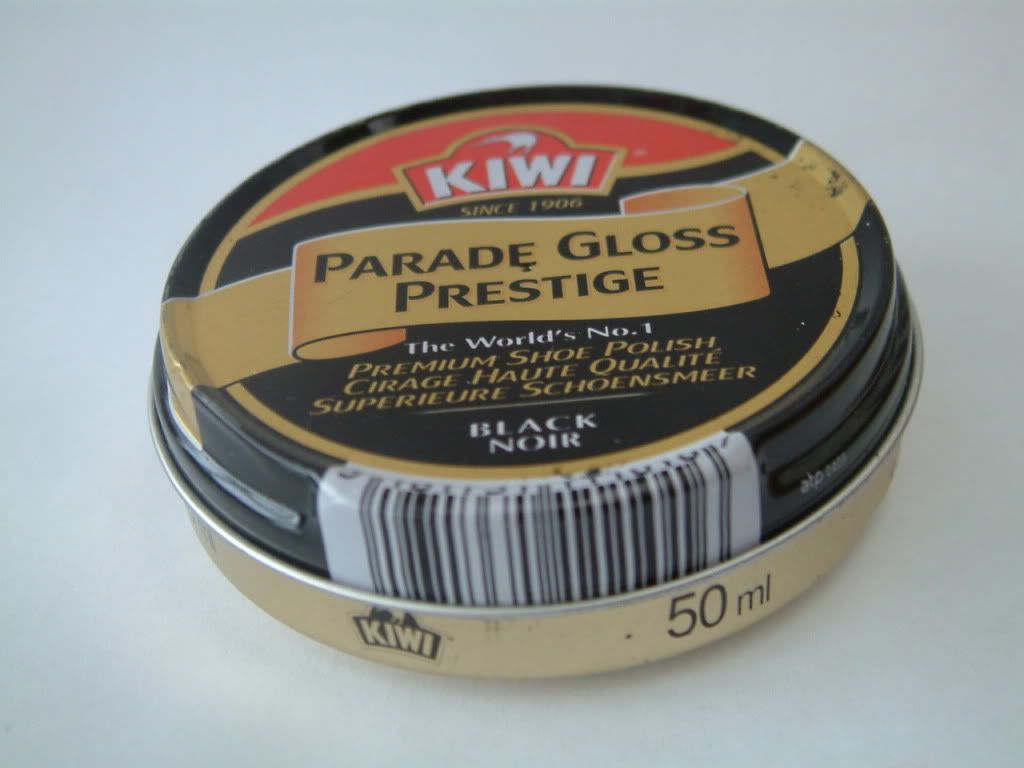 KIWI
SINCE 1906
PARADE GLOSS
PRESTIGE
The World's No.1
PREMIUM SHOE POLISH
CIRAGE HAUTE QUALITÉ
SUPERIEURE SCHOENSMEER
BLACK
NOIR
KIWI
50 ml